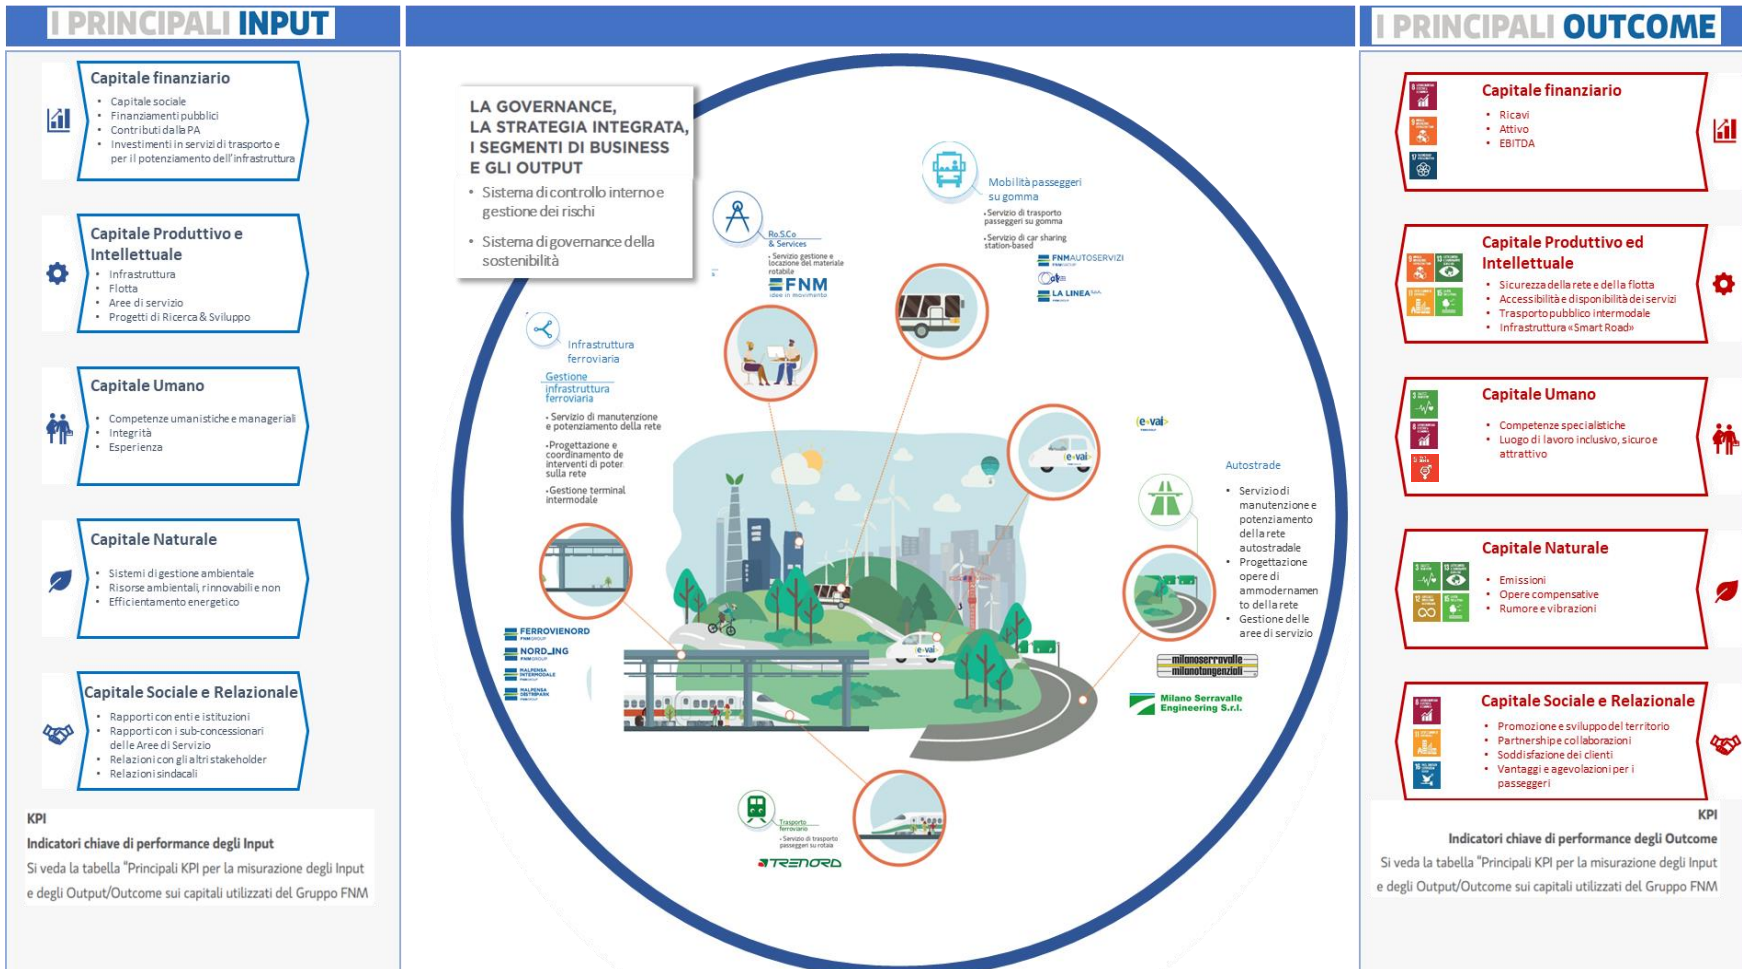 I PRINCIPALI INPUT
Capitale finanziario
• Capitale sociale
• Finanziamenti pubblici
• Contributi dalla PA
• Investimenti in servizi di trasporto e
per il potenziamento dell'infrastruttura
Capitale Produttivo e
Intellettuale
• Infrastruttura
• Flotta
• Aree di servizio
• Progetti di Ricerca & Sviluppo
Capitale Umano
• Competenze umanistiche e manageriali
• Integrità
• Esperienza
Capitale Naturale
• Sistemi di gestione ambientale
• Risorse ambientali, rinnovabili e non
• Efficientamento energetico
Capitale Sociale e Relazionale
• Rapporti con enti e istituzioni
• Rapporti con i sub-concessionari
delle Aree di Servizio
• Relazioni con gli altri stakeholder
• Relazioni sindacali
KPI
Indicatori chiave di performance degli Input
Si veda la tabella "Principali KPI per la misurazione degli Input
e degli Output/Outcome sui capitali utilizzati del Gruppo FNM
LA GOVERNANCE,
LA STRATEGIA INTEGRATA,
I SEGMENTI DI BUSINESS
E GLI OUTPUT
• Sistema di controllo interno e
gestione dei rischi
• Sistema di governance della
sostenibilità
Ro.S.Co
& Services
• Servizio gestione e
locazione del materiale
rotabile
FNM
idee in movimento
Mobilità passeggeri
su gomma
• Servizio di trasporto
passeggeri su gomma
• Servizio di car sharing
station-based
FNMAUTOSERVIZI
FNMGROUP
LA LINEA S.p.A.
Infrastruttura
ferroviaria
Gestione
infrastruttura
ferroviaria
• Servizio di manutenzione
e potenziamento della rete
• Progettazione e
coordinamento de
interventi di poter
sulla rete
• Gestione terminal
intermodale
FERROVIENORD
FNMGROUP
NORD_ING
FNMGROUP
MALPENSA
INTERMODALE
MALPENSA
DISTRIPARK
(e-vai)
(e-vai)
(e-vai)
Autostrade
• Servizio di
manutenzione e
potenziamento
della rete
autostradale
• Progettazione
opere di
ammodernamen
to della rete
• Gestione delle
aree di servizio
milanoserravalle
milanotangenziali
Milano Serravalle
Engineering S.r.l.
Trasporto
ferroviario
• Servizio di trasporto
passeggeri su rotaia
TRENORD
I PRINCIPALI OUTCOME
Capitale finanziario
• Ricavi
• Attivo
• EBITDA
Capitale Produttivo ed
Intellettuale
• Sicurezza della rete e della flotta
• Accessibilità e disponibilità dei servizi
• Trasporto pubblico intermodale
• Infrastruttura «Smart Road»
Capitale Umano
• Competenze specialistiche
• Luogo di lavoro inclusivo, sicuro e
attrattivo
Capitale Naturale
• Emissioni
• Opere compensative
• Rumore e vibrazioni
Capitale Sociale e Relazionale
• Promozione e sviluppo del territorio
• Partnership e collaborazioni
• Soddisfazione dei clienti
• Vantaggi e agevolazioni per i
passeggeri
KPI
Indicatori chiave di performance degli Outcome
Si veda la tabella "Principali KPI per la misurazione degli Input
e degli Output/Outcome sui capitali utilizzati del Gruppo FNM